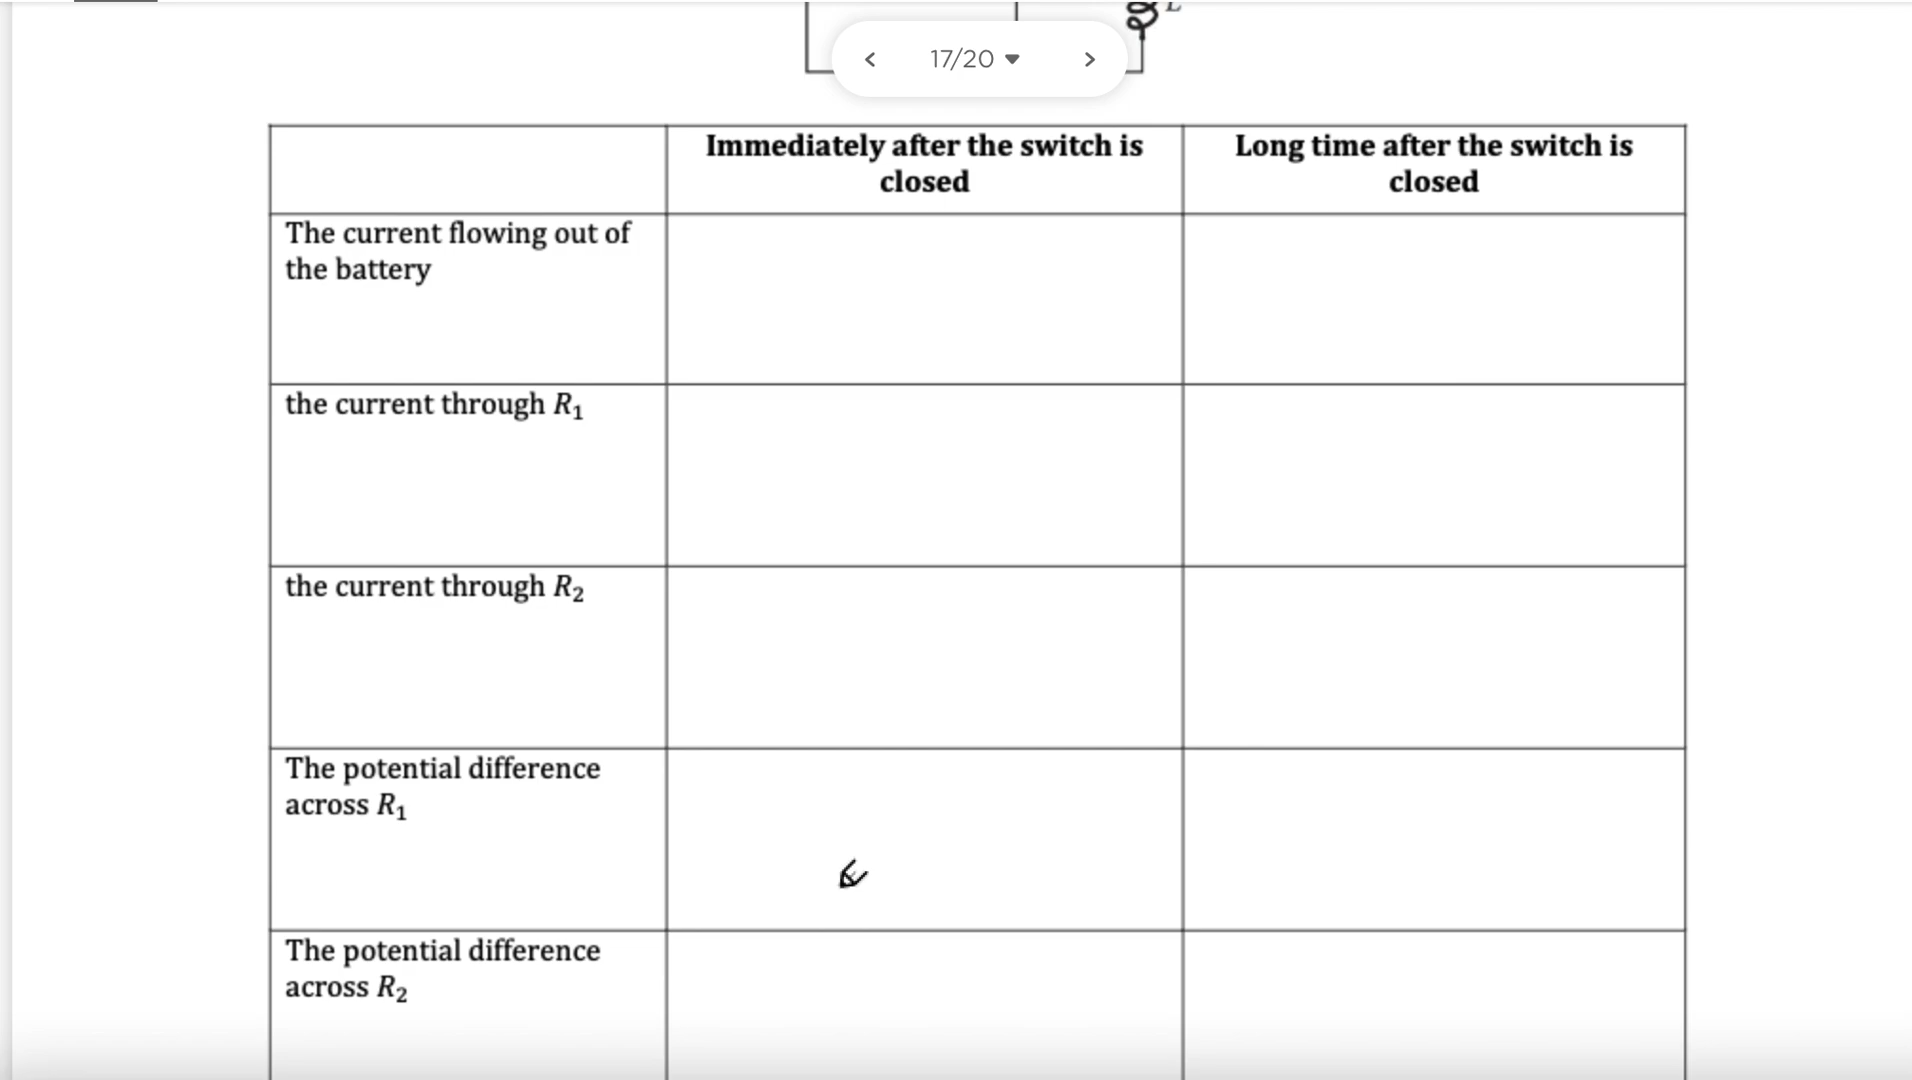 L
17/20
Immediately after the switch is
closed
Long time after the switch is
closed
The current flowing out of
the battery
the current through R₁
the current through R₂
The potential difference
across R₁
The potential difference
across R₂